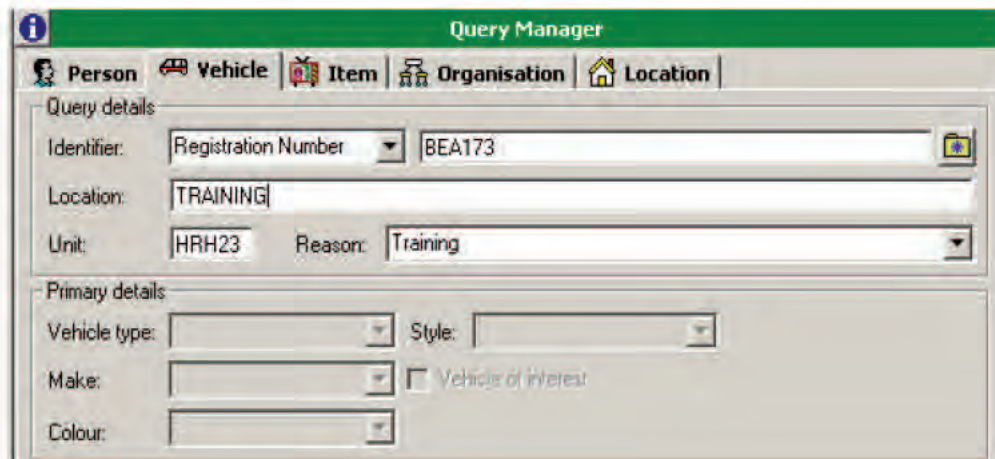 Query Manager
Person Vehicle Item Organisation Location
Query details
Identifier: Registration Number BEA173
Location: TRAINING
Unit: HRH23 Reason: Training
Primary details
Vehicle type: Style:
Make: Vehicle of interest
Colour: